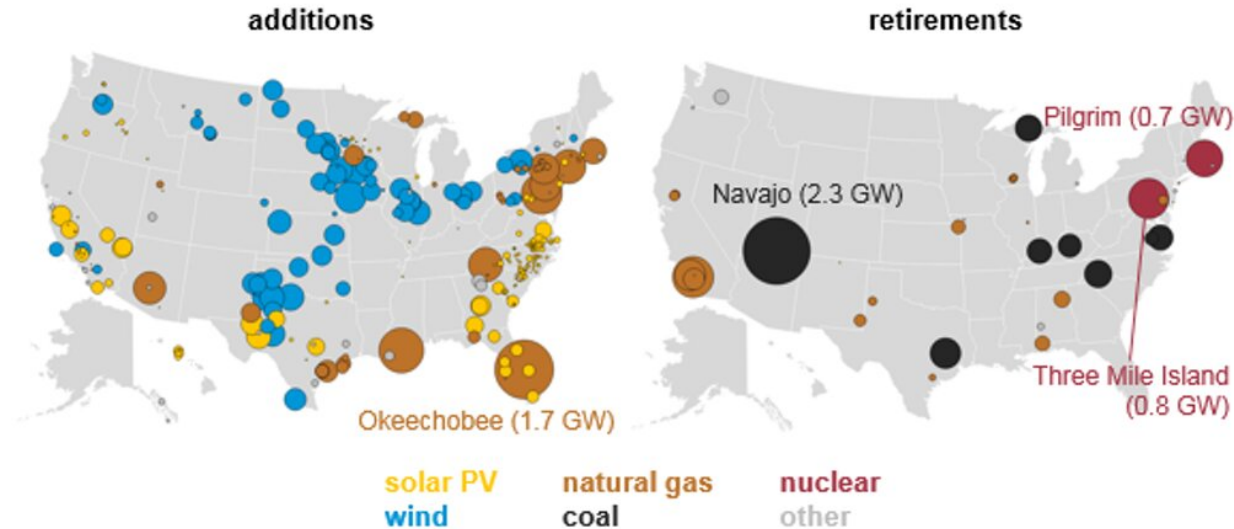 additions
retirements
Pilgrim (0.7 GW)
Navajo (2.3 GW)
Three Mile Island
(0.8 GW)
Okeechobee (1.7 GW)
solar PV
natural gas
nuclear
wind
coal
other